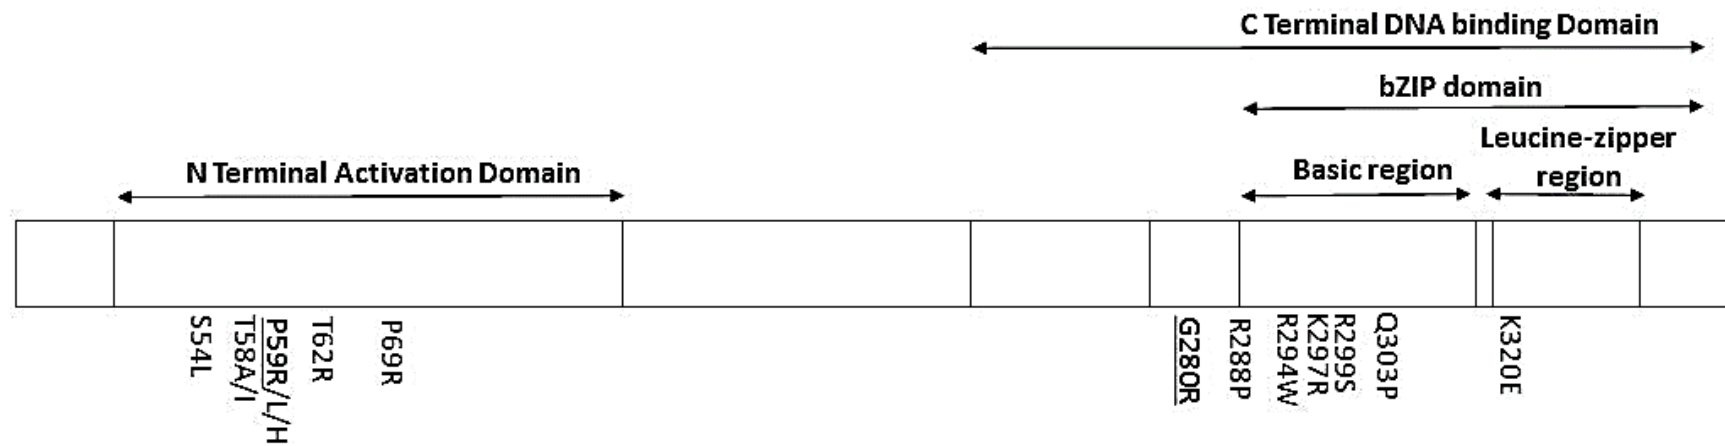 C Terminal DNA binding Domain
bZIP domain
Leucine-zipper
region
N Terminal Activation Domain
Basic region
S54L
T58A/I
P59R/L/H
T62R
P69R
G280R
R288P
R294W
K297R
R299S
Q303P
K320E